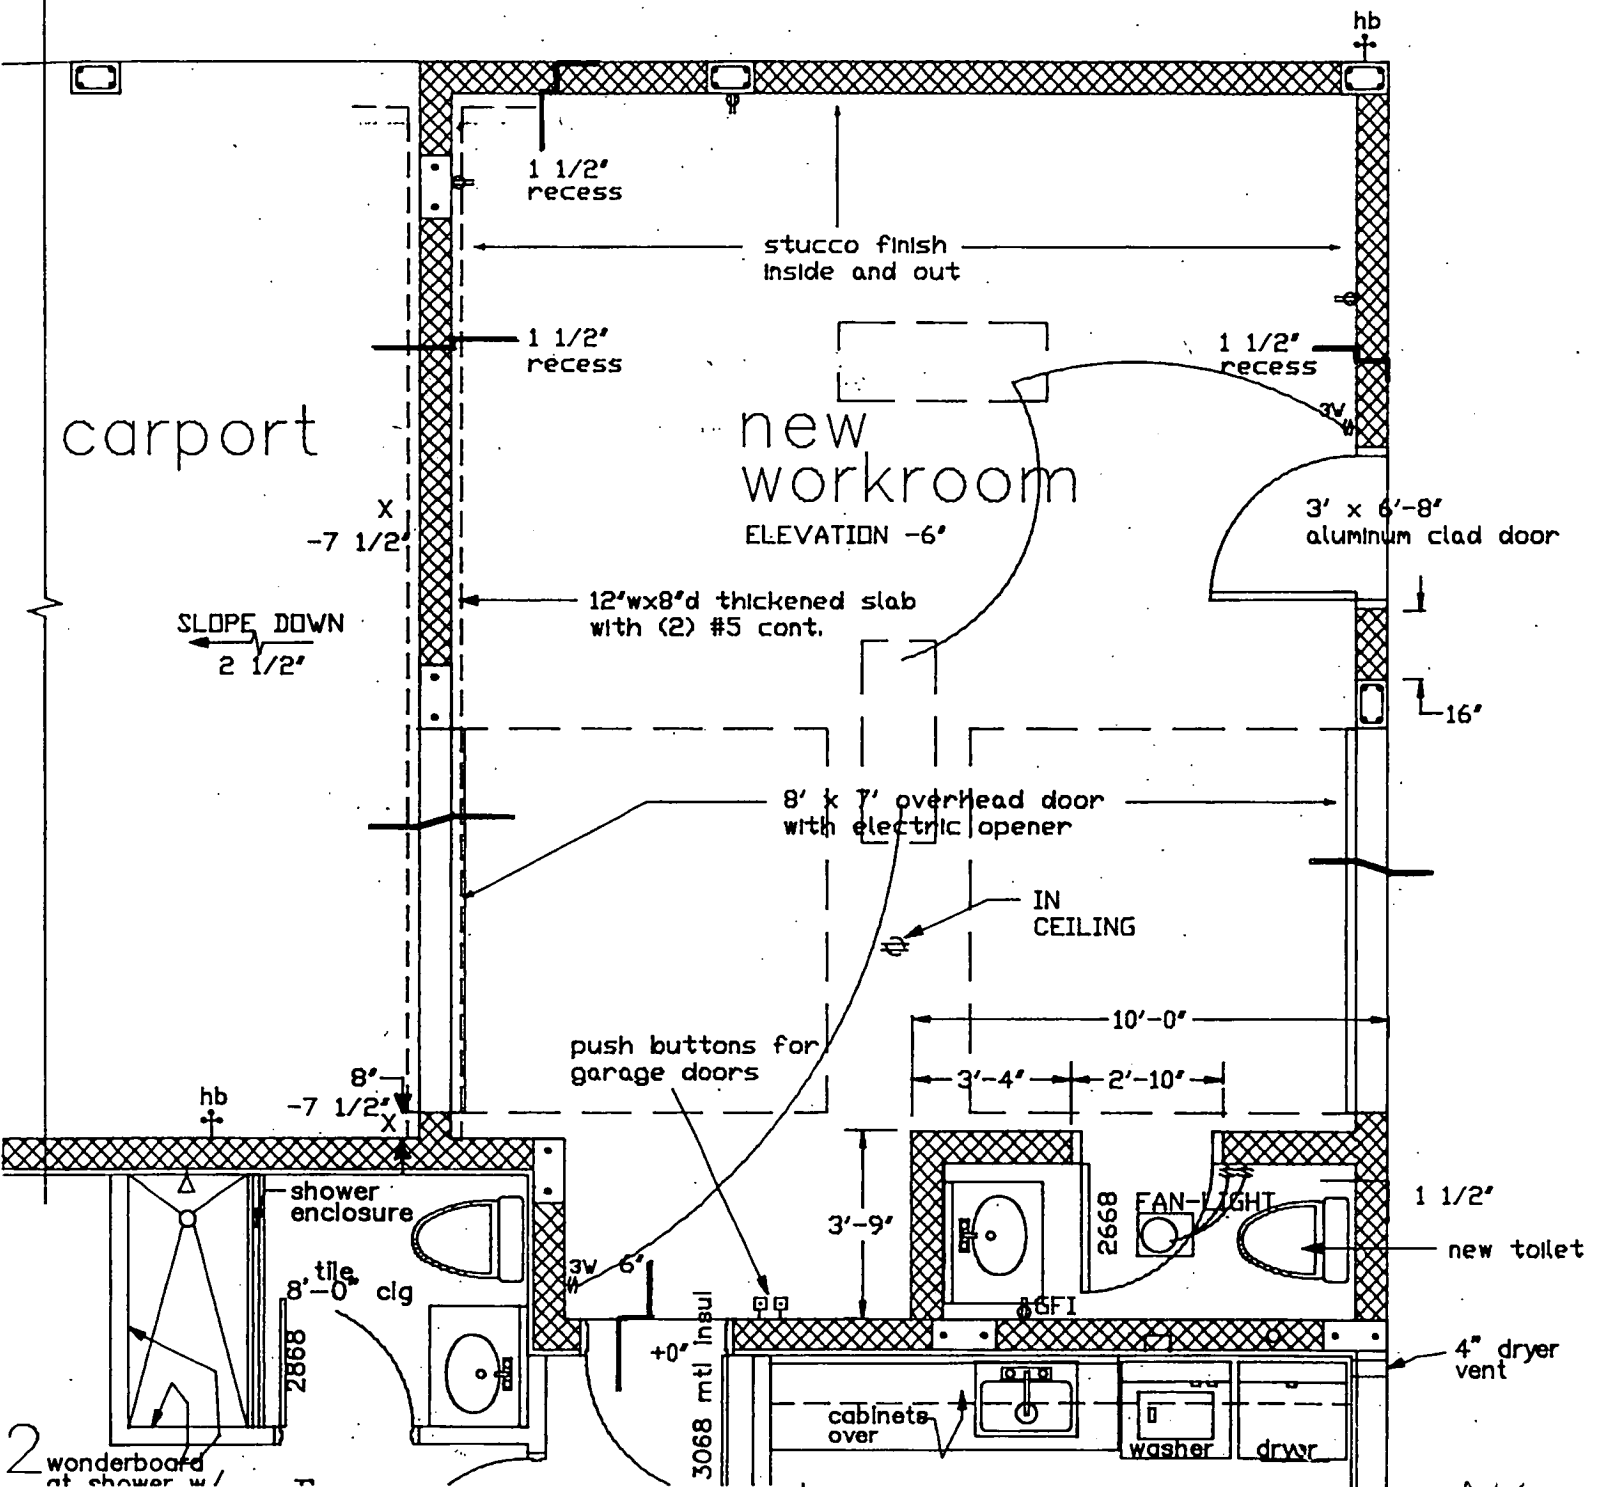 hb
1 1/2"
recess
stucco finish
inside and out
1 1/2"
recess
1 1/2"
recess
3W
carport
new
workroom
ELEVATION -6"
X
-7 1/2"
3' x 6'-8"
aluminum clad door
12"wx8"d thickened slab
with (2) #5 cont.
SLOPE DOWN
2 1/2"
16"
8' x 7' overhead door
with electric opener
IN
CEILING
10'-0"
push buttons for
garage doors
8"
3'-4"
2'-10"
hb
-7 1/2"
X
shower
enclosure
3'-9"
2668
FAN-LIGHT
1 1/2"
new toilet
tile
8'-0" clg
3W
6"
GFI
2868
+0"
3068 mtl insul
4" dryer
vent
cabinets
over
washer
dryer
2
wonderboard
at shower w/